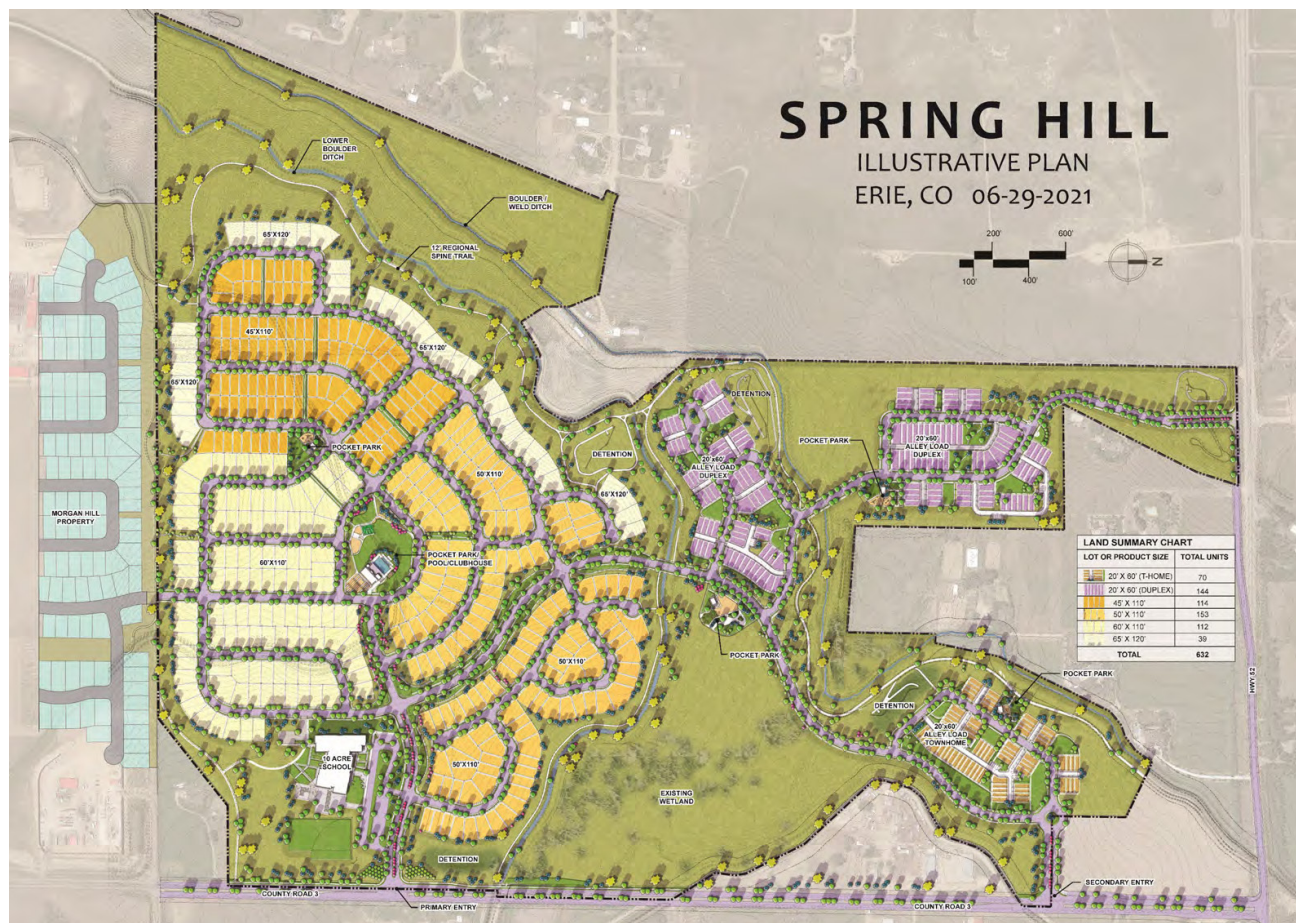 SPRING HILL
ILLUSTRATIVE PLAN
ERIE, CO 06-29-2021
200'
600'
100'
400'
N
LOWER
BOULDER
DITCH
BOULDER /
WELD DITCH
12' REGIONAL
SPINE TRAIL
65'X120'
45'X110'
65'X120'
65'X120'
POCKET PARK
50'X110'
DETENTION
65'X120'
DETENTION
20'x60'
ALLEY LOAD
DUPLEX
POCKET PARK
20'x60'
ALLEY LOAD
DUPLEX
MORGAN HILL
PROPERTY
60'X110'
POCKET PARK/
POOL/CLUBHOUSE
POCKET PARK
50'X110'
50'X110'
10 ACRE
SCHOOL
EXISTING
WETLAND
DETENTION
DETENTION
20'x60'
ALLEY LOAD
TOWNHOME
POCKET PARK
LAND SUMMARY CHART
LOT OR PRODUCT SIZE TOTAL UNITS
20' X 60' (T-HOME) 70
20' X 60' (DUPLEX) 144
45' X 110' 114
50' X 110' 153
60' X 110' 112
65' X 120' 39
TOTAL 632
HWY 52
COUNTY ROAD 3
PRIMARY ENTRY
SECONDARY ENTRY
COUNTY ROAD 3